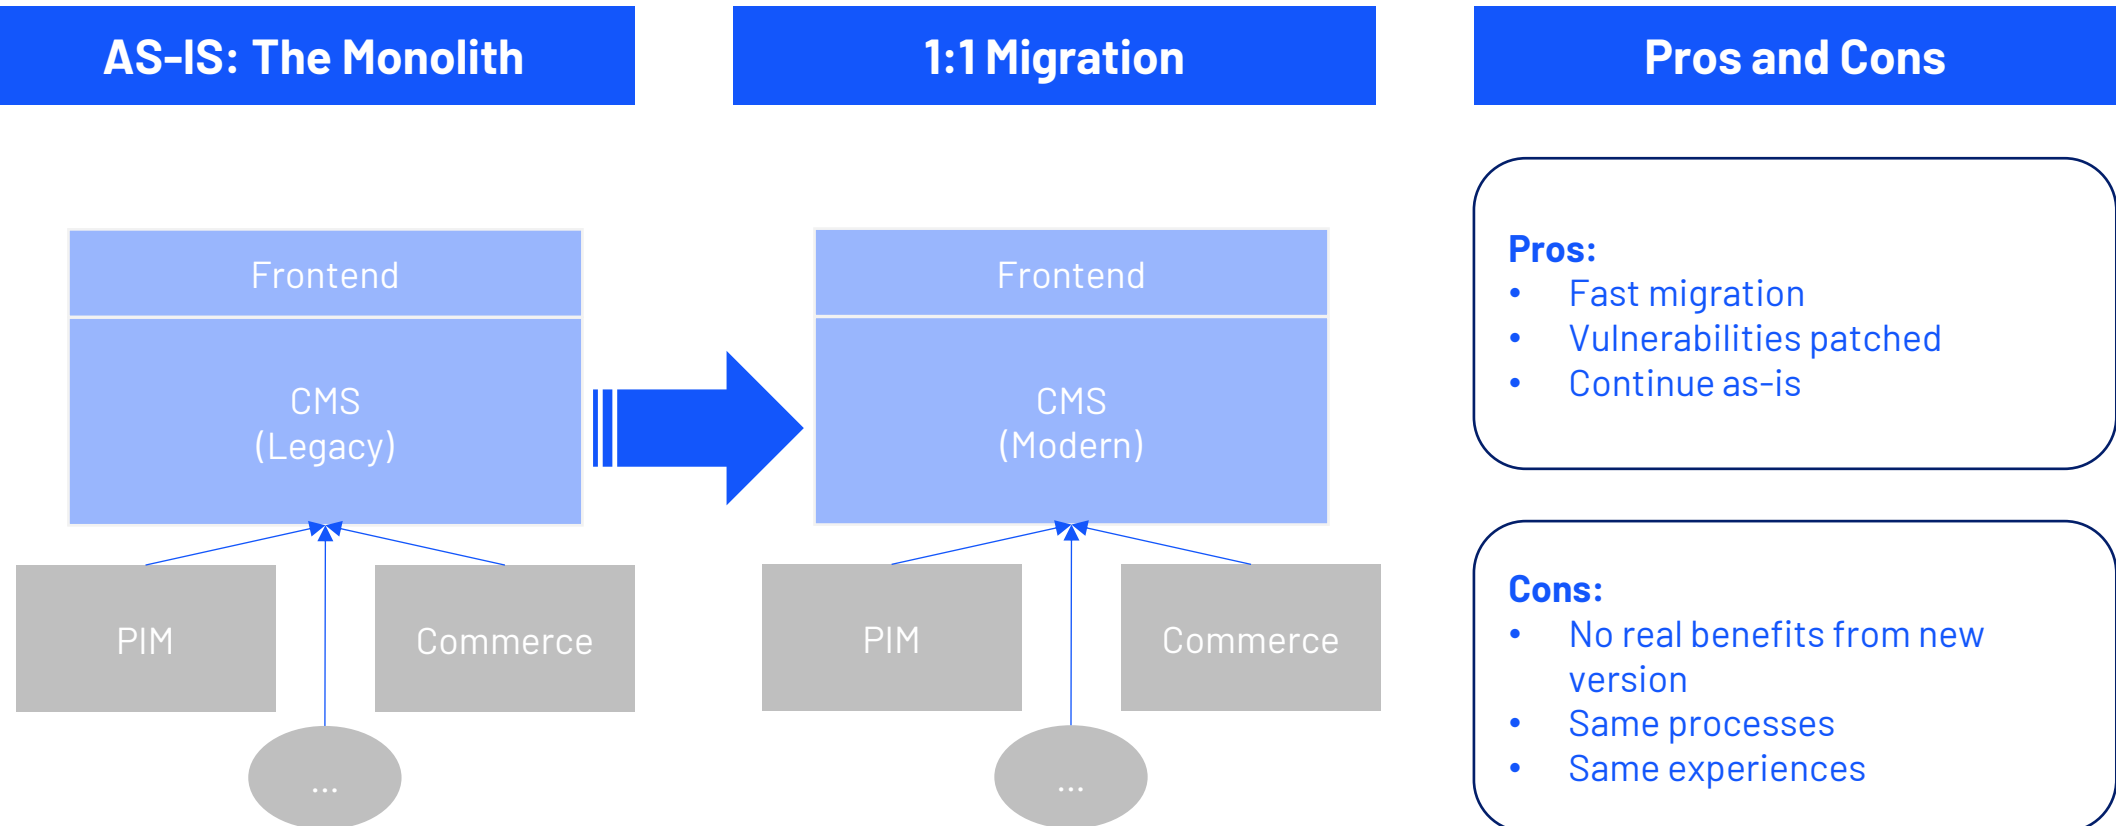 AS-IS: The Monolith
1:1 Migration
Pros and Cons
Frontend
CMS
(Legacy)
PIM
Commerce
...
Frontend
CMS
(Modern)
PIM
Commerce
...
Pros:
• Fast migration
• Vulnerabilities patched
• Continue as-is
Cons:
• No real benefits from new
version
• Same processes
• Same experiences